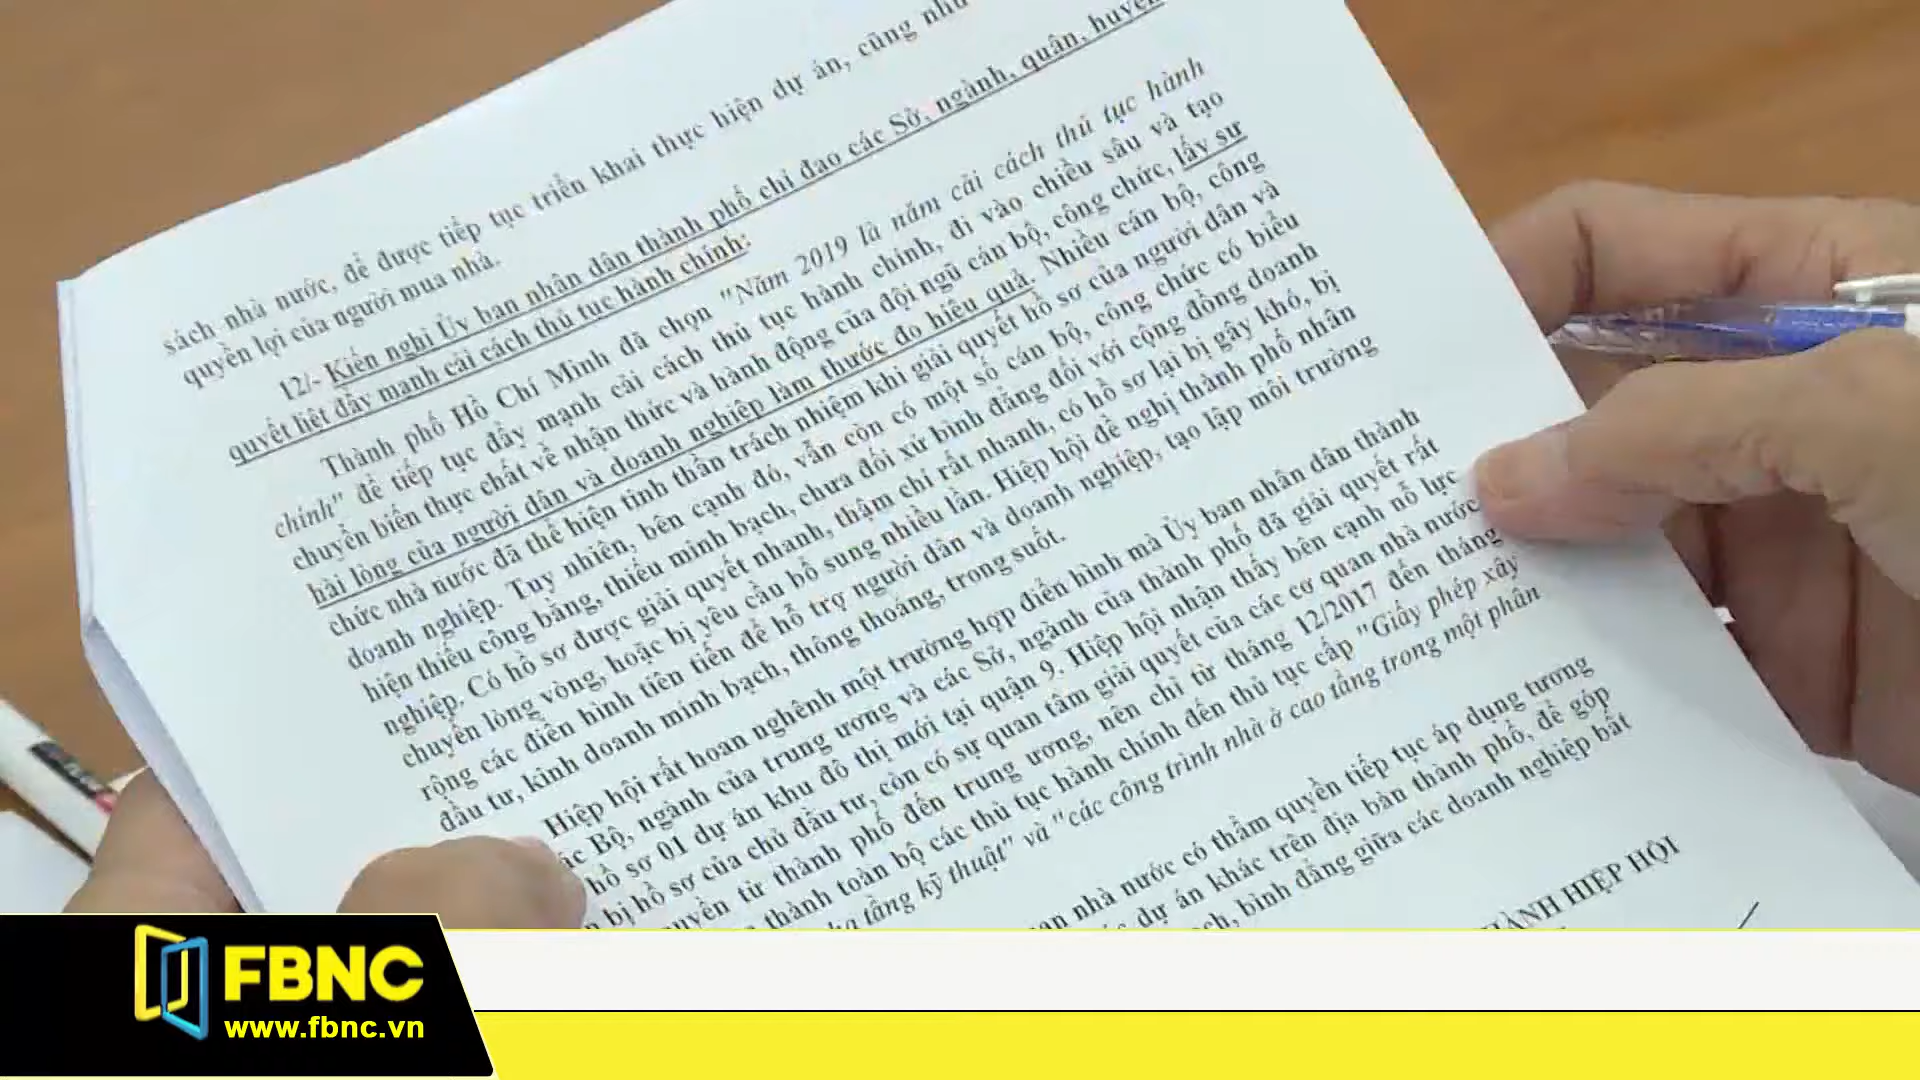 sách nhà nước, để được tiếp tục triển khai thực hiện dự án, cũng như
quyền lợi của người mua nhà.
12/- Kiến nghị Ủy ban nhân dân thành phố chỉ đạo các Sở, ngành, quận, huyện
quyết liệt đẩy mạnh cải cách thủ tục hành chính:
Thành phố Hồ Chí Minh đã chọn "Năm 2019 là năm cải cách thủ tục hành
chính" để tiếp tục đẩy mạnh cải cách thủ tục hành chính, đi vào chiều sâu và tạo
chuyển biến thực chất về nhận thức và hành động của đội ngũ cán bộ, công chức, lấy sự
hài lòng của người dân và doanh nghiệp làm thước đo hiệu quả. Nhiều cán bộ, công
chức nhà nước đã thể hiện tinh thần trách nhiệm khi giải quyết hồ sơ của người dân và
doanh nghiệp. Tuy nhiên, bên cạnh đó, vẫn còn có một số cán bộ, công chức có biểu
hiện thiếu công bằng, thiếu minh bạch, chưa đối xử bình đẳng đối với cộng đồng doanh
nghiệp. Có hồ sơ được giải quyết nhanh, thậm chí rất nhanh, có hồ sơ lại bị gây khó, bị
chuyển lòng vòng, hoặc bị yêu cầu bổ sung nhiều lần. Hiệp hội đề nghị thành phố nhân
rộng các điển hình tiên tiến để hỗ trợ người dân và doanh nghiệp, tạo lập môi trường
đầu tư, kinh doanh minh bạch, thông thoáng, trong suốt.
Hiệp hội rất hoan nghênh một trường hợp điển hình mà Ủy ban nhân dân thành
Bộ, ngành của trung ương và các Sở, ngành của thành phố đã giải quyết rất
hồ sơ 01 dự án khu đô thị mới tại quận 9. Hiệp hội nhận thấy bên cạnh nỗ lực
bị hồ sơ của chủ đầu tư, còn có sự quan tâm giải quyết của các cơ quan nhà nước
từ thành phố đến trung ương, nên chỉ từ tháng 12/2017 đến tháng
thành toàn bộ các thủ tục hành chính đến thủ tục cấp "Giấy phép xây
tầng kỹ thuật" và "các công trình nhà ở cao tầng trong một phân
nhà nước có thẩm quyền tiếp tục áp dụng tương
dự án khác trên địa bàn thành phố, để góp
bình đẳng giữa các doanh nghiệp bất
HÀNH HIỆP HỘI
FBNC
www.fbnc.vn